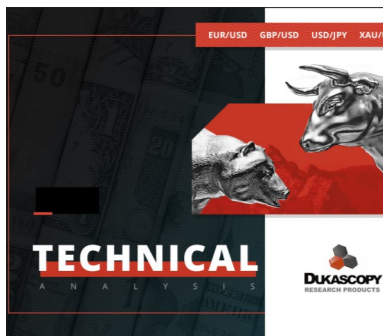 EUR/USD GBP/USD USD/JPY
TECHNICAL
ANALYSIS
DUKASCOPY
RESEARCH PRODUCTS